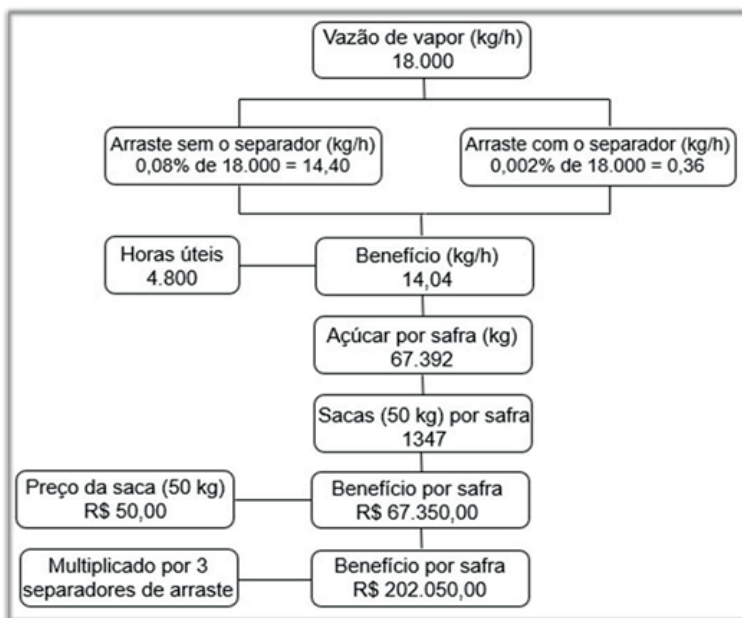 Vazão de vapor (kg/h)
18.000
Arraste sem o separador (kg/h)
0,08% de 18.000 = 14,40
Arraste com o separador (kg/h)
0,002% de 18.000 = 0,36
Horas úteis
4.800
Benefício (kg/h)
14,04
Açúcar por safra (kg)
67.392
Sacas (50 kg) por safra
1347
Preço da saca (50 kg)
R$ 50,00
Benefício por safra
R$ 67.350,00
Multiplicado por 3
separadores de arraste
Benefício por safra
R$ 202.050,00